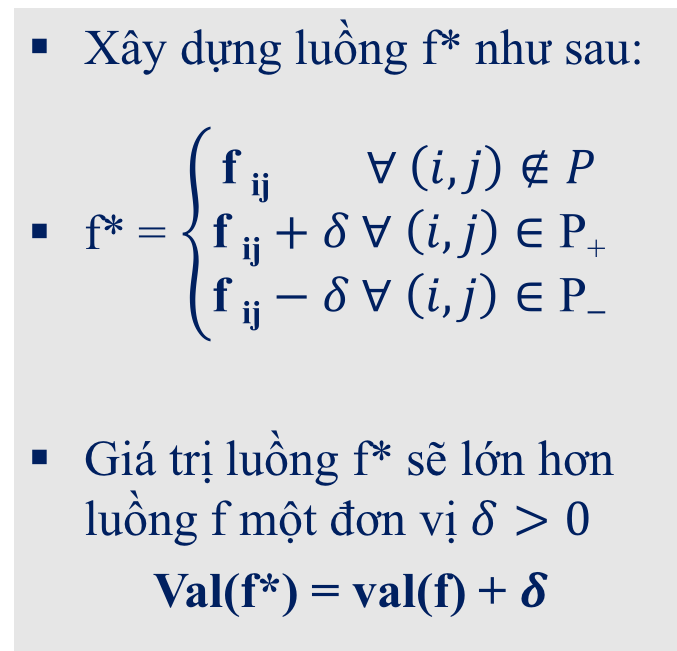 ▪ Xây dựng luồng f* như sau:
f ij ∀ (i, j) ∉ P
▪ f* = { f ij + δ ∀ (i, j) ∈ P+
f ij − δ ∀ (i, j) ∈ P−
▪ Giá trị luồng f* sẽ lớn hơn
luồng f một đơn vị δ > 0
Val(f*) = val(f) + δ